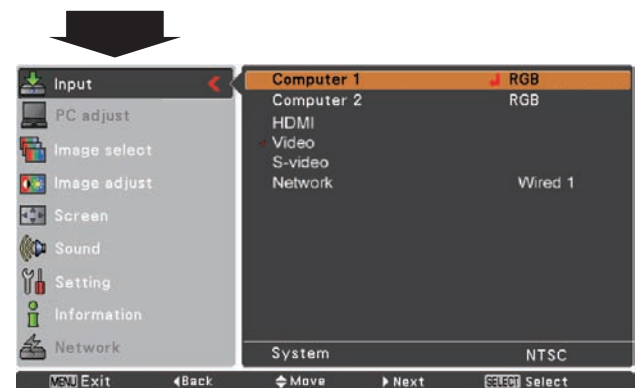 Input
PC adjust
Image select
Image adjust
Screen
Sound
Setting
Information
Network
Computer 1 RGB
Computer 2 RGB
HDMI
Video
S-video
Network Wired 1
System NTSC
MENU Exit Back Move Next SELECT Select